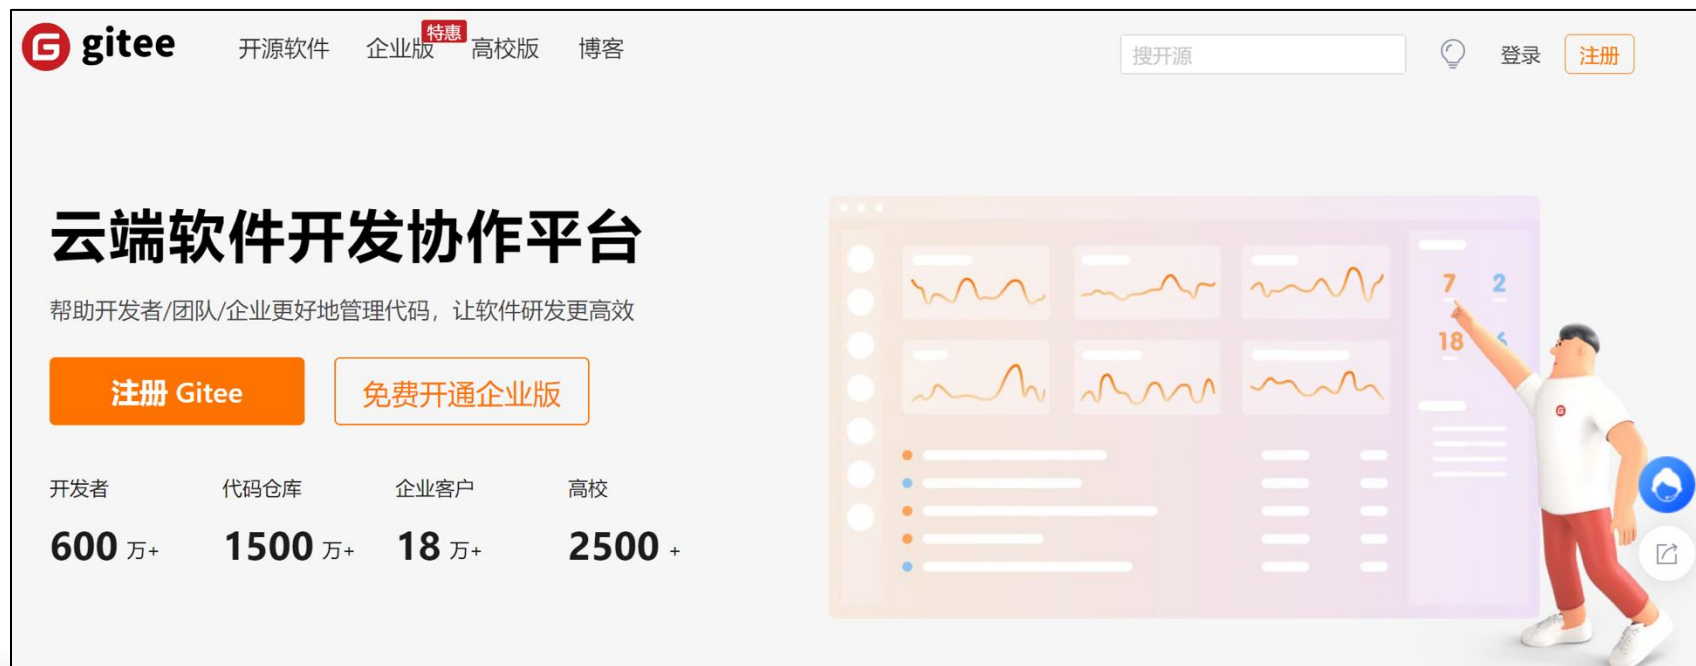 gitee 开源软件 企业版 特惠 高校版 博客 搜开源 登录 注册
云端软件开发协作平台
帮助开发者/团队/企业更好地管理代码，让软件研发更高效
注册 Gitee 免费开通企业版
开发者 代码仓库 企业客户 高校
600 万+ 1500 万+ 18 万+ 2500 +
7 2
18